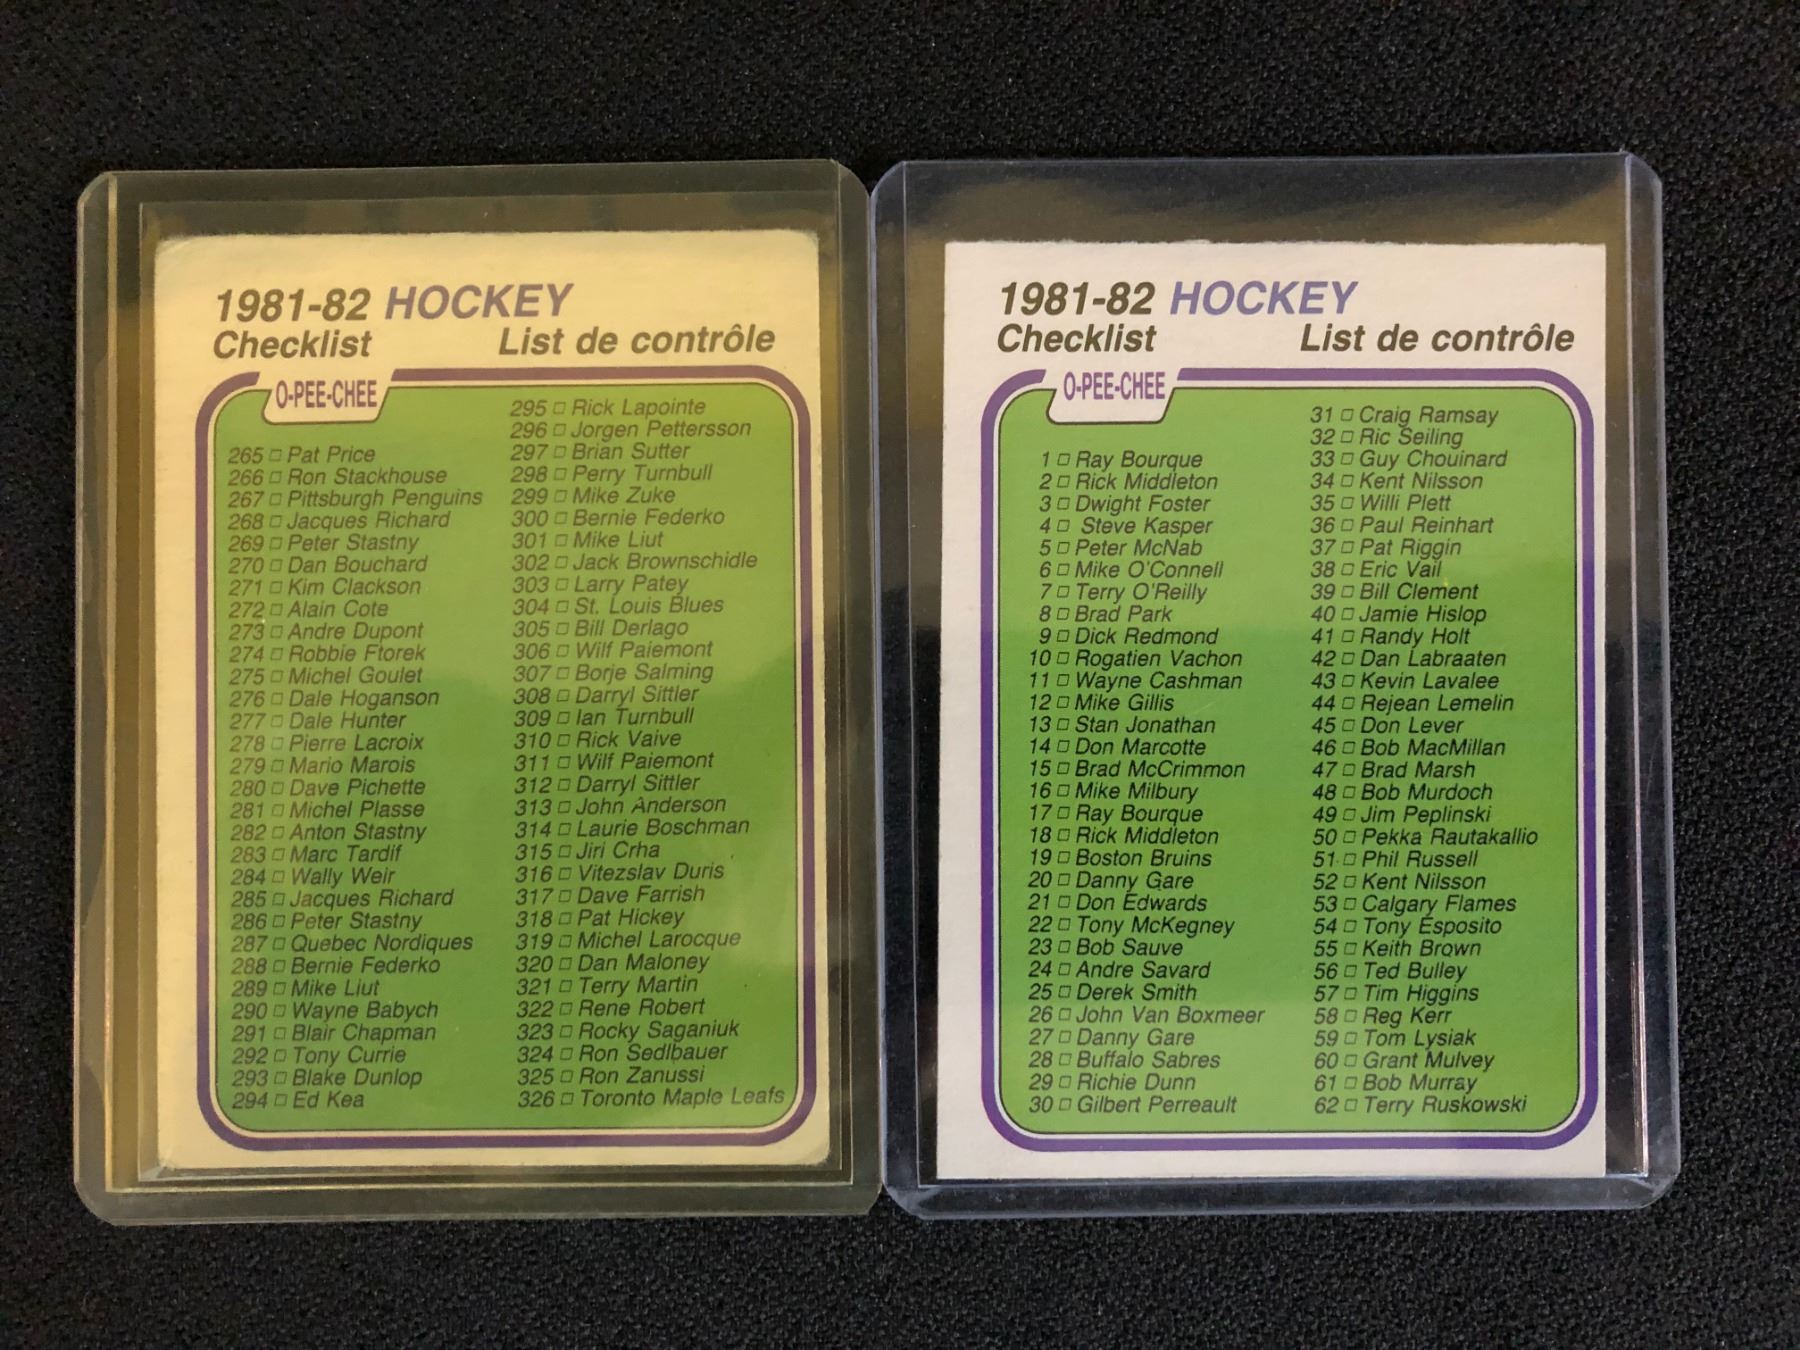 1981-82 HOCKEY
Checklist List de contrôle
O-PEE-CHEE
265 □ Pat Price
266 □ Ron Stackhouse
267 □ Pittsburgh Penguins
268 □ Jacques Richard
269 □ Peter Stastny
270 □ Dan Bouchard
271 □ Kim Clackson
272 □ Alain Cote
273 □ Andre Dupont
274 □ Robbie Ftorek
275 □ Michel Goulet
276 □ Dale Hoganson
277 □ Dale Hunter
278 □ Pierre Lacroix
279 □ Mario Marois
280 □ Dave Pichette
281 □ Michel Plasse
282 □ Anton Stastny
283 □ Marc Tardif
284 □ Wally Weir
285 □ Jacques Richard
286 □ Peter Stastny
287 □ Quebec Nordiques
288 □ Bernie Federko
289 □ Mike Liut
290 □ Wayne Babych
291 □ Blair Chapman
292 □ Tony Currie
293 □ Blake Dunlop
294 □ Ed Kea
295 □ Rick Lapointe
296 □ Jorgen Pettersson
297 □ Brian Sutter
298 □ Perry Turnbull
299 □ Mike Zuke
300 □ Bernie Federko
301 □ Mike Liut
302 □ Jack Brownschidle
303 □ Larry Patey
304 □ St. Louis Blues
305 □ Bill Derlago
306 □ Wilf Paiemont
307 □ Borje Salming
308 □ Darryl Sittler
309 □ Ian Turnbull
310 □ Rick Vaive
311 □ Wilf Paiemont
312 □ Darryl Sittler
313 □ John Anderson
314 □ Laurie Boschman
315 □ Jiri Crha
316 □ Vitezslav Duris
317 □ Dave Farrish
318 □ Pat Hickey
319 □ Michel Larocque
320 □ Dan Maloney
321 □ Terry Martin
322 □ Rene Robert
323 □ Rocky Saganiuk
324 □ Ron Sedlbauer
325 □ Ron Zanussi
326 □ Toronto Maple Leafs
1981-82 HOCKEY
Checklist List de contrôle
O-PEE-CHEE
1 □ Ray Bourque
2 □ Rick Middleton
3 □ Dwight Foster
4 □ Steve Kasper
5 □ Peter McNab
6 □ Mike O'Connell
7 □ Terry O'Reilly
8 □ Brad Park
9 □ Dick Redmond
10 □ Rogatien Vachon
11 □ Wayne Cashman
12 □ Mike Gillis
13 □ Stan Jonathan
14 □ Don Marcotte
15 □ Brad McCrimmon
16 □ Mike Milbury
17 □ Ray Bourque
18 □ Rick Middleton
19 □ Boston Bruins
20 □ Danny Gare
21 □ Don Edwards
22 □ Tony McKegney
23 □ Bob Sauve
24 □ Andre Savard
25 □ Derek Smith
26 □ John Van Boxmeer
27 □ Danny Gare
28 □ Buffalo Sabres
29 □ Richie Dunn
30 □ Gilbert Perreault
31 □ Craig Ramsay
32 □ Ric Seiling
33 □ Guy Chouinard
34 □ Kent Nilsson
35 □ Willi Plett
36 □ Paul Reinhart
37 □ Pat Riggin
38 □ Eric Vail
39 □ Bill Clement
40 □ Jamie Hislop
41 □ Randy Holt
42 □ Dan Labraaten
43 □ Kevin Lavalee
44 □ Rejean Lemelin
45 □ Don Lever
46 □ Bob MacMillan
47 □ Brad Marsh
48 □ Bob Murdoch
49 □ Jim Peplinski
50 □ Pekka Rautakallio
51 □ Phil Russell
52 □ Kent Nilsson
53 □ Calgary Flames
54 □ Tony Esposito
55 □ Keith Brown
56 □ Ted Bulley
57 □ Tim Higgins
58 □ Reg Kerr
59 □ Tom Lysiak
60 □ Grant Mulvey
61 □ Bob Murray
62 □ Terry Ruskowski